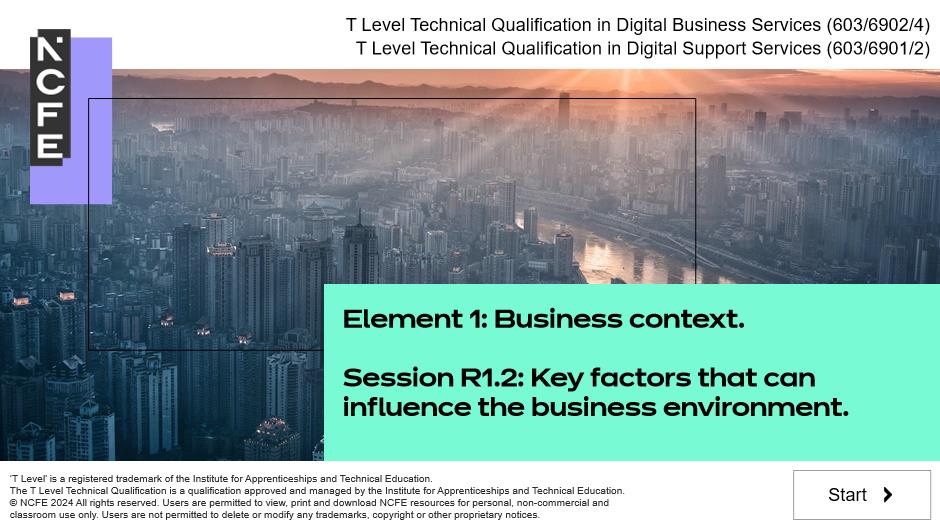 T Level Technical Qualification in Digital Business Services (603/6902/4)
T Level Technical Qualification in Digital Support Services (603/6901/2)
NCFE
Element 1: Business context.
Session R1.2: Key factors that can
influence the business environment.
'T Level' is a registered trademark of the Institute for Apprenticeships and Technical Education.
The T Level Technical Qualification is a qualification approved and managed by the Institute for Apprenticeships and Technical Education.
© NCFE 2024 All rights reserved. Users are permitted to view, print and download NCFE resources for personal, non-commercial and
classroom use only. Users are not permitted to delete or modify any trademarks, copyright or other proprietary notices.
Start